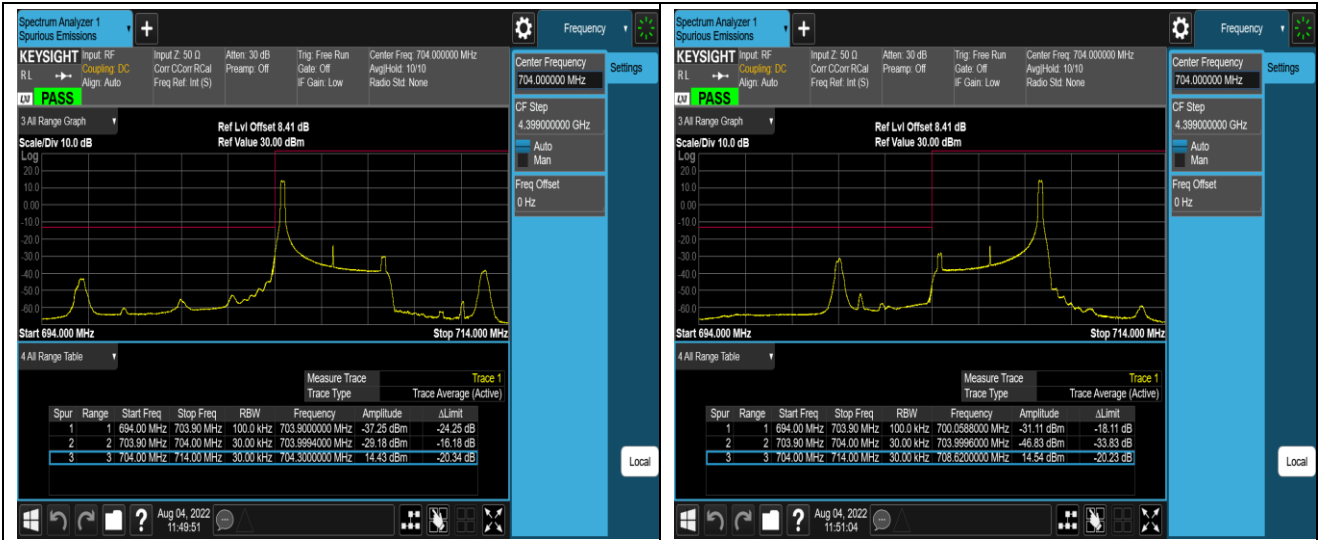 Spectrum Analyzer 1
Spurious Emissions
+
Frequency
KEYSIGHT Input: RF Input Z: 50 Ω Atten: 30 dB Trig: Free Run Center Freq: 704.000000 MHz
Coupling: DC Corr CCorr RCal Preamp: Off Gate: Off Avg|Hold: 10/10
RL Align: Auto Freq Ref: Int (S) IF Gain: Low Radio Std: None
LXI PASS
Center Frequency
704.000000 MHz
Settings
CF Step
4.399000000 GHz
Auto
Man
Freq Offset
0 Hz
3 All Range Graph
Ref Lvl Offset 8.41 dB
Scale/Div 10.0 dB Ref Value 30.00 dBm
Log
20.0
10.0
0.00
-10.0
-20.0
-30.0
-40.0
-50.0
-60.0
Start 694.000 MHz Stop 714.000 MHz
4 All Range Table
Measure Trace Trace 1
Trace Type Trace Average (Active)
Spur Range Start Freq Stop Freq RBW Frequency Amplitude ΔLimit
1 1 694.00 MHz 703.90 MHz 100.0 kHz 703.9000000 MHz -37.25 dBm -24.25 dB
2 2 703.90 MHz 704.00 MHz 30.00 kHz 703.9994000 MHz -29.18 dBm -16.18 dB
3 3 704.00 MHz 714.00 MHz 30.00 kHz 704.3000000 MHz 14.43 dBm -20.34 dB
Local
? Aug 04, 2022
11:49:51
Spectrum Analyzer 1
Spurious Emissions
+
Frequency
KEYSIGHT Input: RF Input Z: 50 Ω Atten: 30 dB Trig: Free Run Center Freq: 704.000000 MHz
Coupling: DC Corr CCorr RCal Preamp: Off Gate: Off Avg|Hold: 10/10
RL Align: Auto Freq Ref: Int (S) IF Gain: Low Radio Std: None
LXI PASS
Center Frequency
704.000000 MHz
Settings
CF Step
4.399000000 GHz
Auto
Man
Freq Offset
0 Hz
3 All Range Graph
Ref Lvl Offset 8.41 dB
Scale/Div 10.0 dB Ref Value 30.00 dBm
Log
20.0
10.0
0.00
-10.0
-20.0
-30.0
-40.0
-50.0
-60.0
Start 694.000 MHz Stop 714.000 MHz
4 All Range Table
Measure Trace Trace 1
Trace Type Trace Average (Active)
Spur Range Start Freq Stop Freq RBW Frequency Amplitude ΔLimit
1 1 694.00 MHz 703.90 MHz 100.0 kHz 700.0588000 MHz -31.11 dBm -18.11 dB
2 2 703.90 MHz 704.00 MHz 30.00 kHz 703.9996000 MHz -46.83 dBm -33.83 dB
3 3 704.00 MHz 714.00 MHz 30.00 kHz 708.6200000 MHz 14.54 dBm -20.23 dB
Local
? Aug 04, 2022
11:51:04